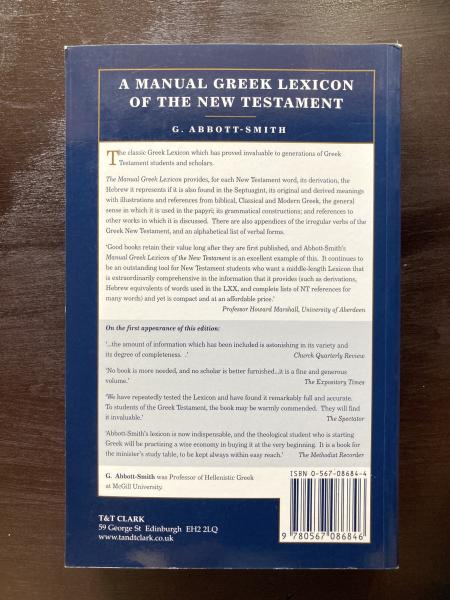 A MANUAL GREEK LEXICON
OF THE NEW TESTAMENT
G. ABBOTT-SMITH
The classic Greek Lexicon which has proved invaluable to generations of Greek
Testament students and scholars.
The Manual Greek Lexicon provides, for each New Testament word, its derivation, the
Hebrew it represents if it is also found in the Septuagint, its original and derived meanings
with illustrations and references from biblical, Classical and Modern Greek, the general
sense in which it is used in the papyri; its grammatical constructions; and references to
other works in which it is discussed. There are also appendices of the irregular verbs of the
Greek New Testament, and an alphabetical list of verbal forms.
'Good books retain their value long after they are first published, and Abbott-Smith's
Manual Greek Lexicon of the New Testament is an excellent example of this. It continues to
be an outstanding tool for New Testament students who want a middle-length Lexicon that
is extraordinarily comprehensive in the information that it provides (such as derivations,
Hebrew equivalents of words used in the LXX, and complete lists of NT references for
many words) and yet is compact and at an affordable price.'
Professor Howard Marshall, University of Aberdeen
On the first appearance of this edition:
'...the amount of information which has been included is astonishing in its variety and
its degree of completeness. .' Church Quarterly Review
'No book is more needed, and no scholar is better furnished...it is a fine and generous
volume.' The Expository Times
'We have repeatedly tested the Lexicon and have found it remarkably full and accurate.
To students of the Greek Testament, the book may be warmly commended. They will find
it invaluable.' The Spectator
'Abbott-Smith's lexicon is now indispensable, and the theological student who is starting
Greek will be practising a wise economy in buying it at the very beginning. It is a book for
the minister's study table, to be kept always within easy reach.' The Methodist Recorder
G. Abbott-Smith was Professor of Hellenistic Greek
at McGill University.
ISBN 0-567-08684-4
T&T CLARK
59 George St Edinburgh EH2 2LQ
www.tandtclark.co.uk
9 780567 086846